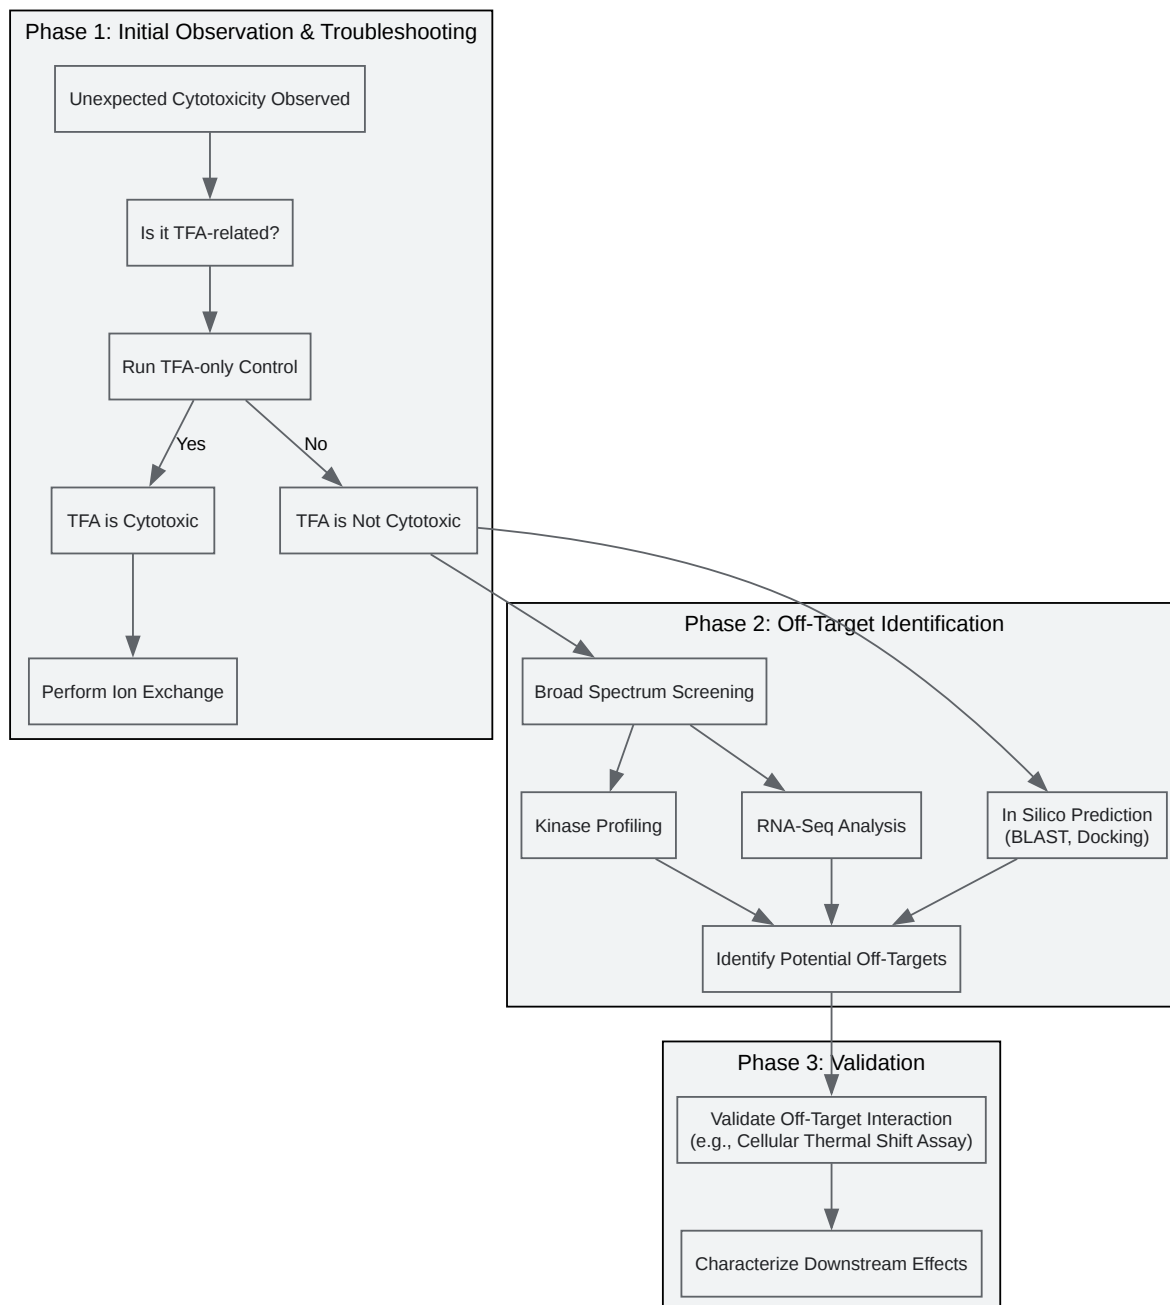 Phase 1: Initial Observation & Troubleshooting
Unexpected Cytotoxicity Observed
Is it TFA-related?
Run TFA-only Control
Yes
No
TFA is Cytotoxic
TFA is Not Cytotoxic
Perform Ion Exchange
Phase 2: Off-Target Identification
Broad Spectrum Screening
Kinase Profiling
RNA-Seq Analysis
In Silico Prediction
(BLAST, Docking)
Identify Potential Off-Targets
Phase 3: Validation
Validate Off-Target Interaction
(e.g., Cellular Thermal Shift Assay)
Characterize Downstream Effects